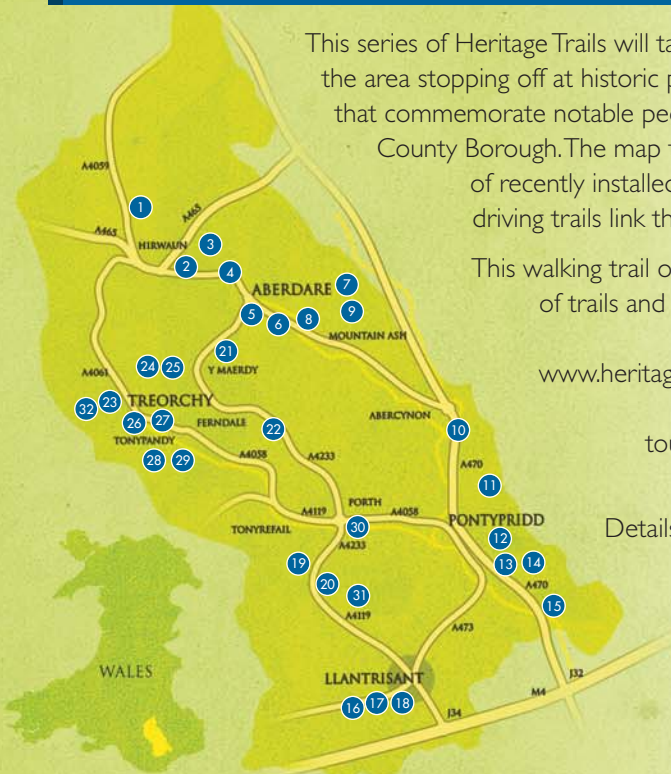 This series of Heritage Trails will
the area stopping off at historic
that commemorate notable
County Borough. The map
of recently installed
driving trails link
This walking trail
of trails and
A4059
1
A465
A465
3
HIRWAUN
2
4
7
ABERDARE
9
5
6
8
MOUNTAIN ASH
21
24
25
A4061
Y MAERDY
www.heritag
32
23
TREORCHY
26
27
FERNDALE
22
ABERCYNON
10
TONYPANDY
28
29
A4058
A4233
A470
11
PORTH
A4119
A4058
PONTYPRIDD
TONYREFAIL
30
12
Details
A4233
19
13
14
20
31
A470
15
A4119
A473
WALES
LLANTRISANT
J32
16
17
18
J34
M4